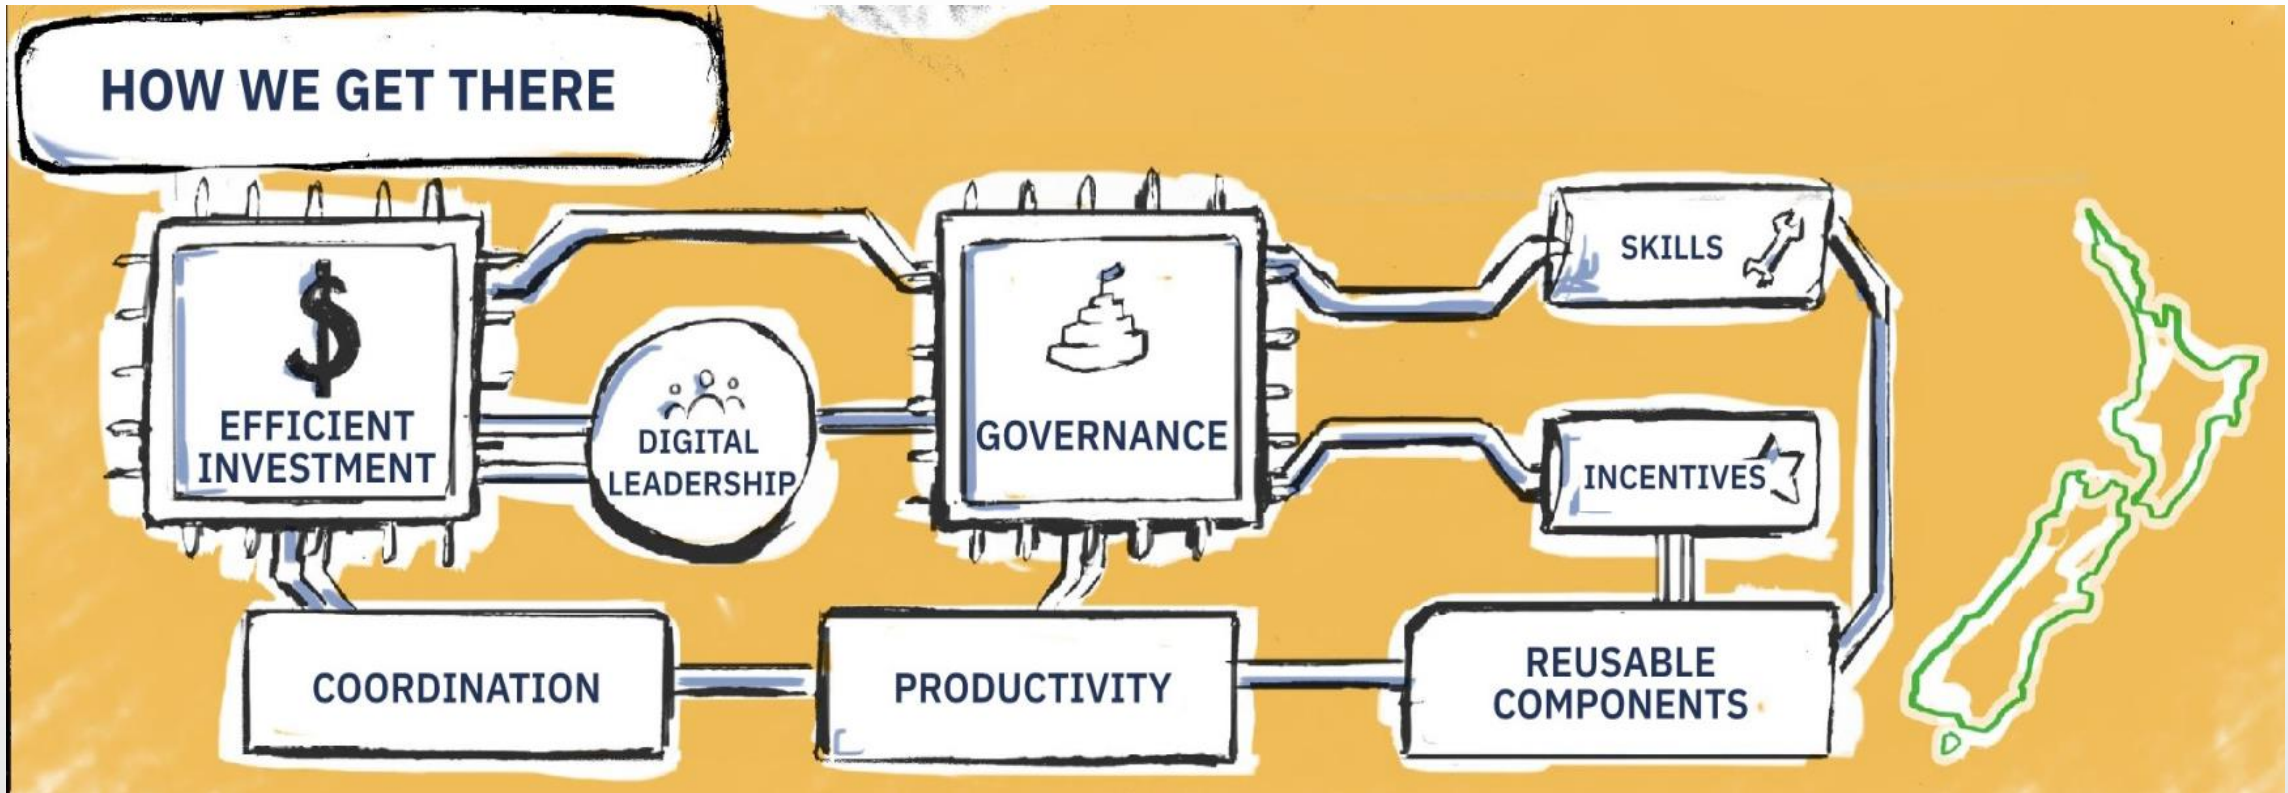 HOW WE GET THERE
$
EFFICIENT
INVESTMENT
DIGITAL
LEADERSHIP
GOVERNANCE
SKILLS
INCENTIVES
COORDINATION
PRODUCTIVITY
REUSABLE
COMPONENTS